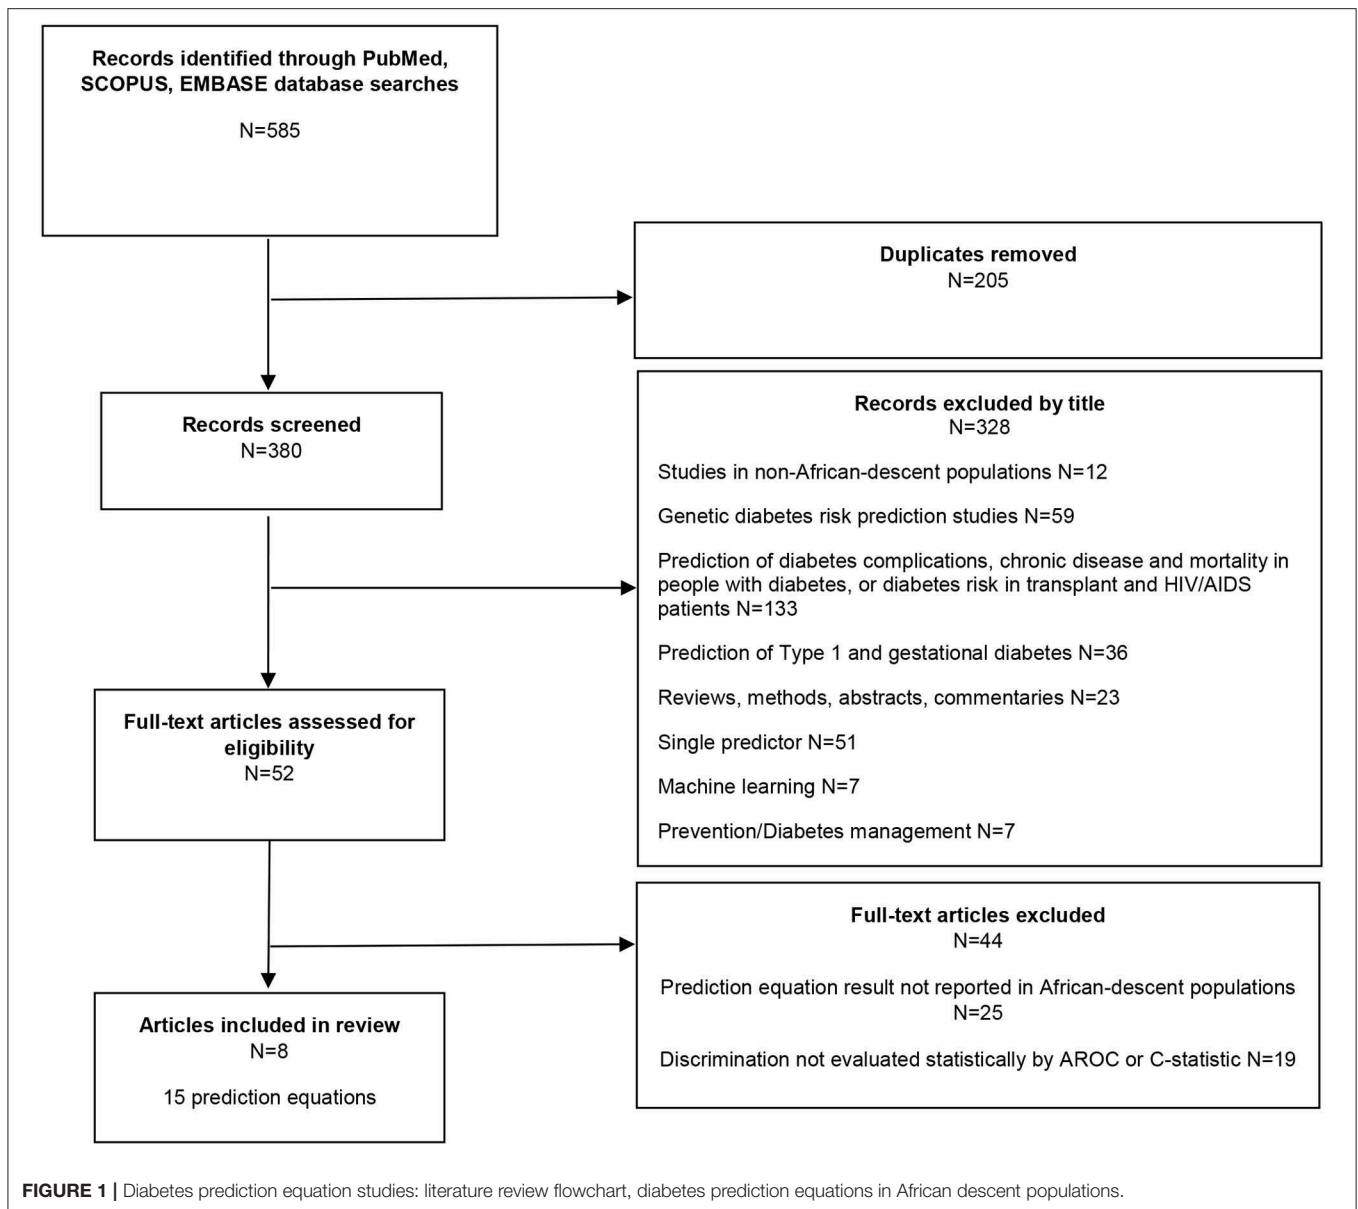 Records identified through PubMed,
SCOPUS, EMBASE database searches
N=585
Duplicates removed
N=205
Records screened
N=380
Records excluded by title
N=328
Studies in non-African-descent populations N=12
Genetic diabetes risk prediction studies N=59
Prediction of diabetes complications, chronic disease and mortality in
people with diabetes, or diabetes risk in transplant and HIV/AIDS
patients N=133
Prediction of Type 1 and gestational diabetes N=36
Reviews, methods, abstracts, commentaries N=23
Single predictor N=51
Machine learning N=7
Prevention/Diabetes management N=7
Full-text articles assessed for
eligibility
N=52
Full-text articles excluded
N=44
Prediction equation result not reported in African-descent populations
N=25
Discrimination not evaluated statistically by AROC or C-statistic N=19
Articles included in review
N=8
15 prediction equations
FIGURE 1 | Diabetes prediction equation studies: literature review flowchart, diabetes prediction equations in African descent populations.